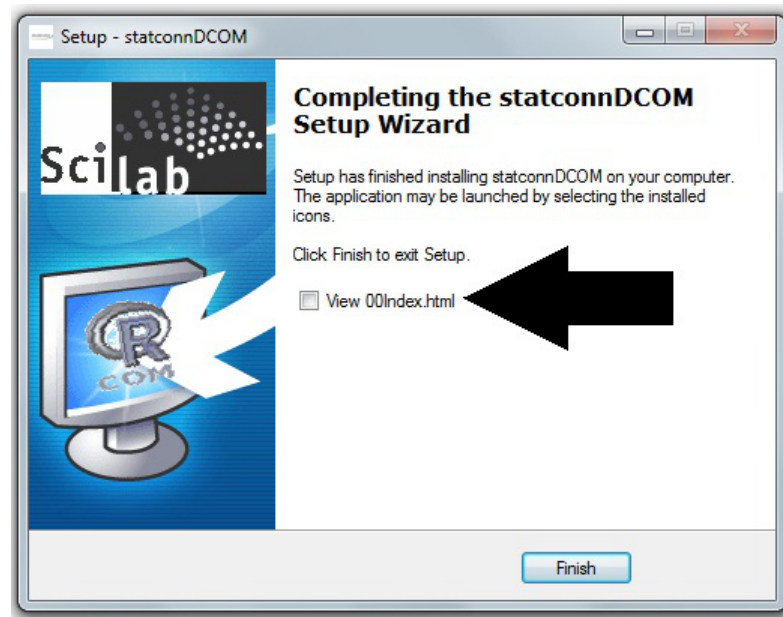 Setup - statconnDCOM
Scilab
Completing the statconnDCOM
Setup Wizard
Setup has finished installing statconnDCOM on your computer.
The application may be launched by selecting the installed
icons.
Click Finish to exit Setup.
View 00Index.html
R
COM
Finish